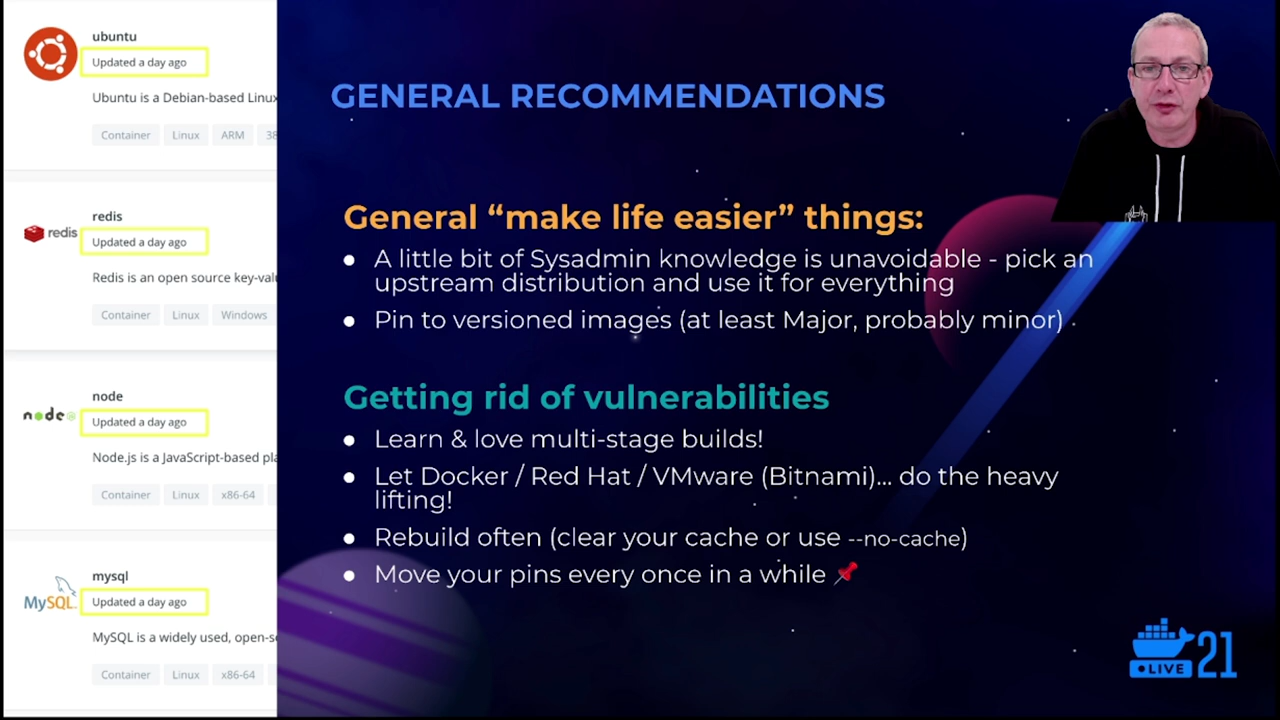 ubuntu
Updated a day ago
Ubuntu is a Debian-based Linux
Container Linux ARM 38
redis
redis
Updated a day ago
Redis is an open source key-valu
Container Linux Windows
node
node
Updated a day ago
Node.js is a JavaScript-based pla
Container Linux x86-64
mysql
MySQL
Updated a day ago
MySQL is a widely used, open-so
Container Linux x86-64
GENERAL RECOMMENDATIONS
General “make life easier” things:
● A little bit of Sysadmin knowledge is unavoidable - pick an
upstream distribution and use it for everything
● Pin to versioned images (at least Major, probably minor)
Getting rid of vulnerabilities
● Learn & love multi-stage builds!
● Let Docker / Red Hat / VMware (Bitnami)... do the heavy
lifting!
● Rebuild often (clear your cache or use --no-cache)
● Move your pins every once in a while 📌
LIVE 21